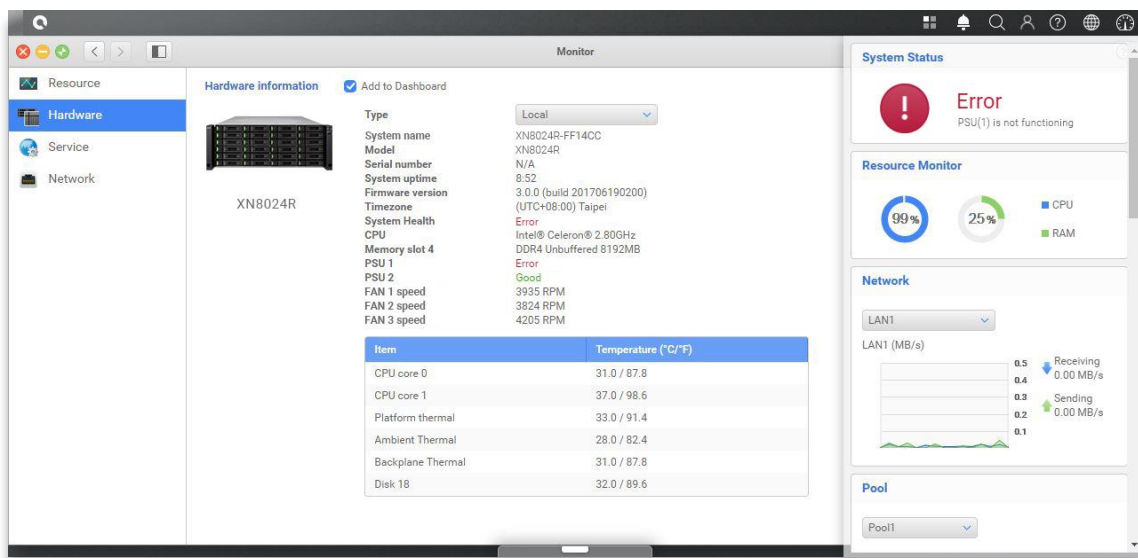 Monitor
Resource
Hardware
Service
Network
Hardware information
Add to Dashboard
XN8024R
Type Local
System name XN8024R-FF14CC
Model XN8024R
Serial number N/A
System uptime 8:52
Firmware version 3.0.0 (build 201706190200)
Timezone (UTC+08:00) Taipei
System Health Error
CPU Intel® Celeron® 2.80GHz
Memory slot 4 DDR4 Unbuffered 8192MB
PSU 1 Error
PSU 2 Good
FAN 1 speed 3935 RPM
FAN 2 speed 3824 RPM
FAN 3 speed 4205 RPM
Item Temperature (°C/°F)
CPU core 0 31.0 / 87.8
CPU core 1 37.0 / 98.6
Platform thermal 33.0 / 91.4
Ambient Thermal 28.0 / 82.4
Backplane Thermal 31.0 / 87.8
Disk 18 32.0 / 89.6
System Status
Error
PSU(1) is not functioning
Resource Monitor
99%
25%
CPU
RAM
Network
LAN1
LAN1 (MB/s)
0.5
0.4
0.3
0.2
0.1
Receiving
0.00 MB/s
Sending
0.00 MB/s
Pool
Pool1